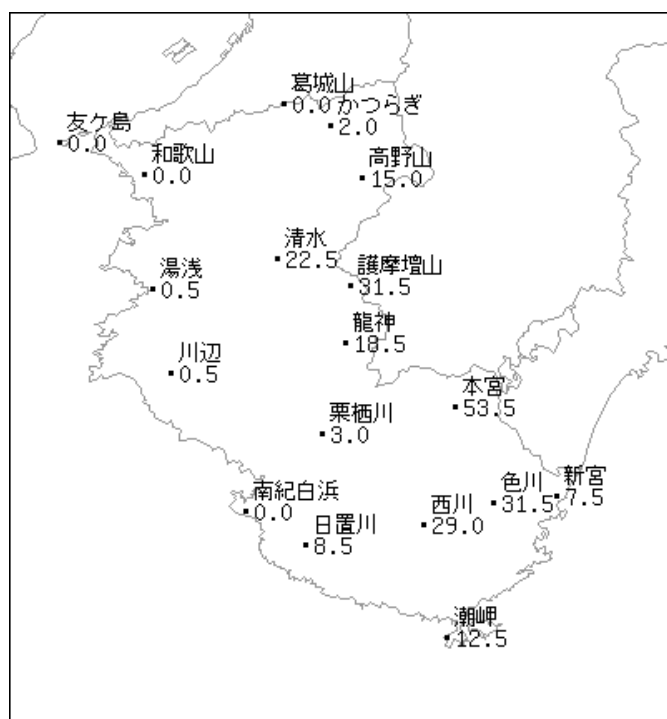 葛城山
0.0
かつらぎ
2.0
友ケ島
0.0
和歌山
0.0
高野山
15.0
清水
22.5
護摩壇山
31.5
湯浅
0.5
龍神
18.5
川辺
0.5
本宮
53.5
栗栖川
3.0
新宮
7.5
色川
31.5
南紀白浜
0.0
西川
29.0
日置川
8.5
潮岬
12.5